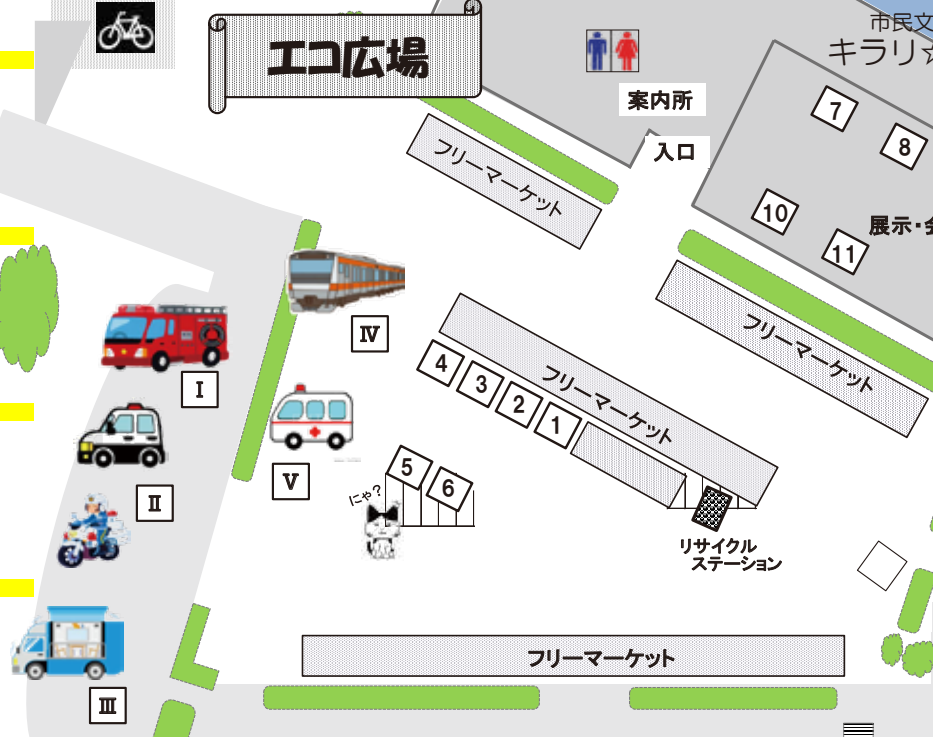 市民文
キラリ☆
エコ広場
案内所
入口
7
8
10
11
展示・会
フリーマーケット
フリーマーケット
フリーマーケット
4
3
2
1
5
6
にゃ?
リサイクル
ステーション
Ⅳ
Ⅰ
Ⅴ
Ⅱ
Ⅲ
フリーマーケット